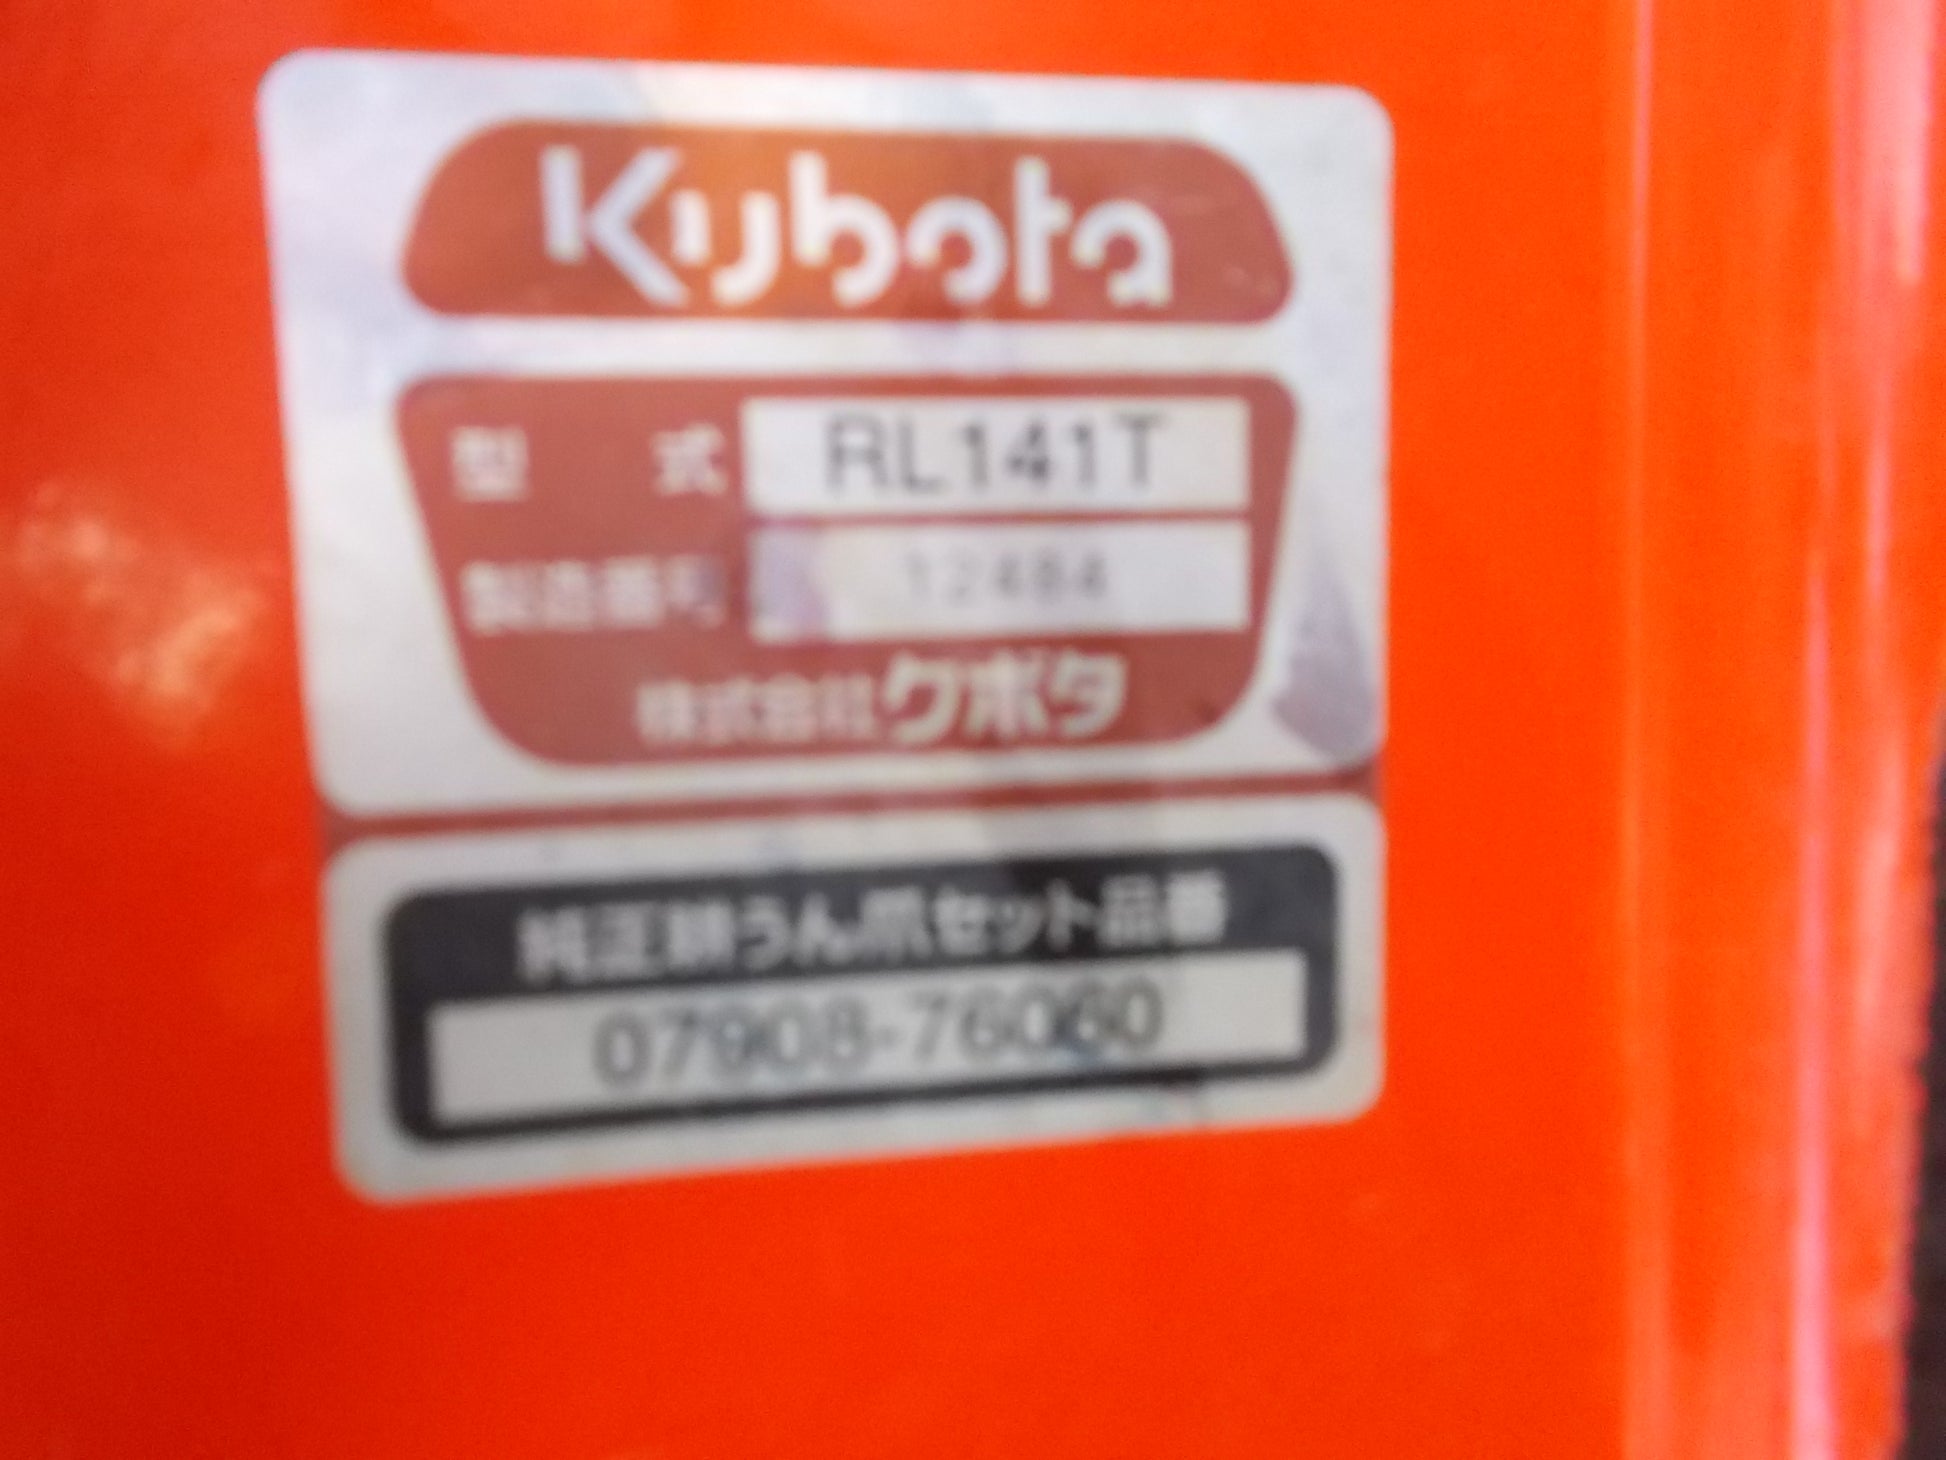 Kubota
型 式 RL141T
製造番号 12484
株式会社クボタ
純正耕うん爪セット品番
07908-76060